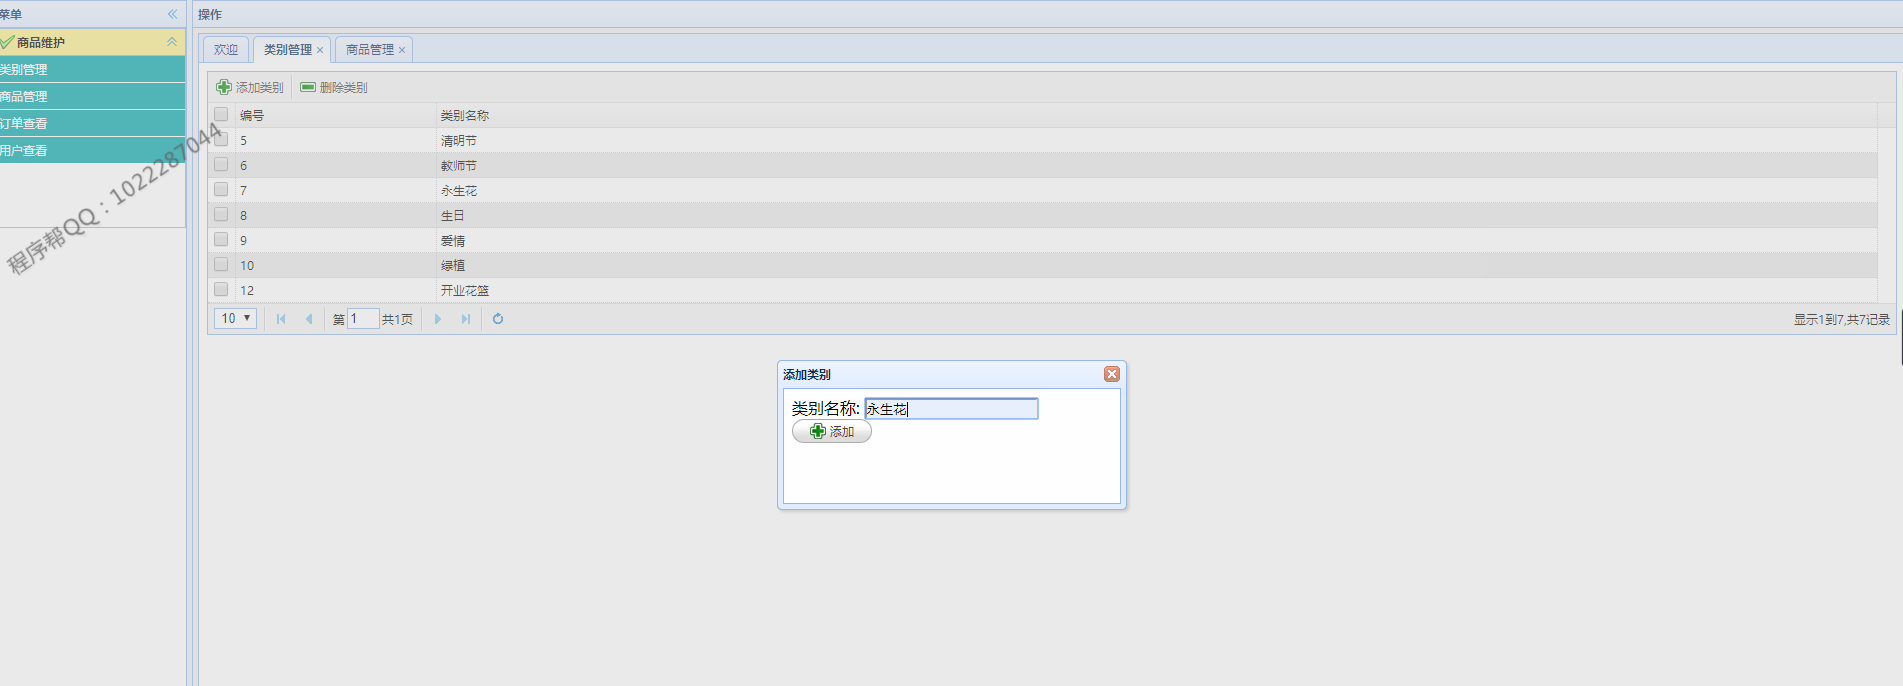 菜单
操作
商品维护
类别管理
商品管理
订单查看
用户查看
欢迎 类别管理 商品管理
添加类别 删除类别
编号 类别名称
5 清明节
6 教师节
7 永生花
8 生日
9 爱情
10 绿植
12 开业花篮
10 第 1 共1页 显示1到7,共7记录
添加类别
类别名称: 永生花
添加
程序帮QQ：1022287044